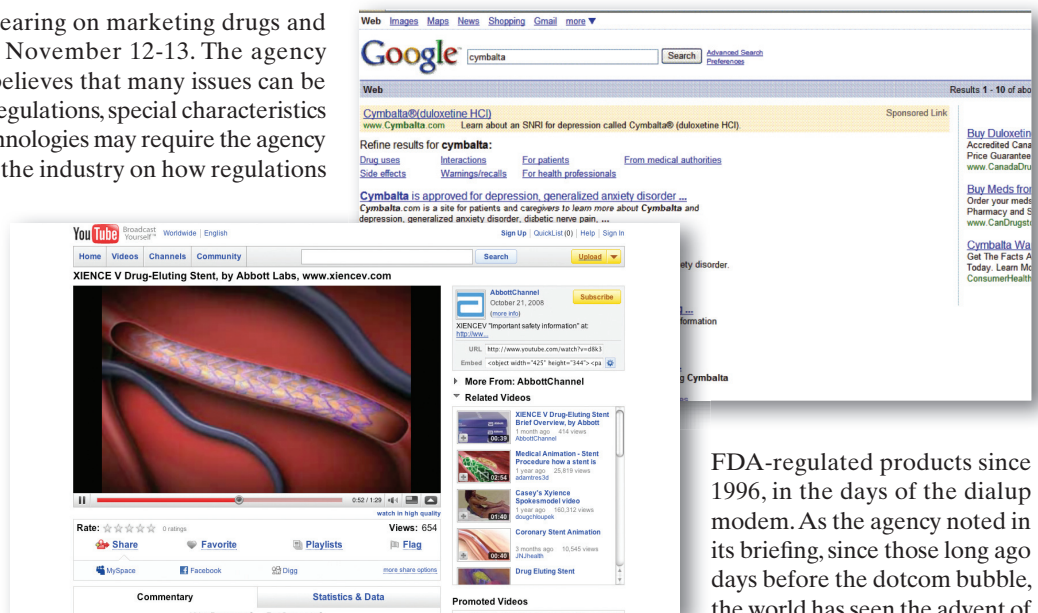 earing on marketing drugs and
November 12-13. The agency
believes that many issues can be
egulations, special characteristics
hnologies may require the agency
the industry on how regulations
Web Images Maps News Shopping Gmail more ▼
Google cymbalta Search Advanced Search
Preferences
Web Results 1 - 10 of abo
Cymbalta®(duloxetine HCl) Sponsored Link
www.Cymbalta.com Learn about an SNRI for depression called Cymbalta® (duloxetine HCl).
Refine results for cymbalta:
Drug uses Interactions For patients From medical authorities
Side effects Warnings/recalls For health professionals
Cymbalta is approved for depression, generalized anxiety disorder ...
Cymbalta.com is a site for patients and caregivers to learn more about Cymbalta and
depression, generalized anxiety disorder, dibetic nerve pain, ...
ety disorder.
formation
g Cymbalta
Buy Duloxetin
Accredited Cana
Price Guarantee
www.CanadaDru
Buy Meds from
Order your meds
Pharmacy and S
www.CanDrugst
Cymbalta Wa
Get The Facts A
Today. Learn Mo
ConsumerHealth
YouTube Broadcast Yourself™ Worldwide | English Sign Up | QuickList (0) | Help | Sign In
Home Videos Channels Community Search Upload
XIENCE V Drug-Eluting Stent, by Abbott Labs, www.xiencev.com
AbbottChannel
October 21, 2008 Subscribe
(more info)
XIENCEV "Important safety information" at:
http://ww...
URL http://www.youtube.com/watch?v=d8k3
Embed <object width="425" height="344"><pa
More From: AbbottChannel
Related Videos
XIENCE V Drug-Eluting Stent
Brief Overview, by Abbott
1 month ago 414 views
00:39 AbbottChannel
Medical Animation - Stent
Procedure how a stent is
1 year ago 25,819 views
02:54 adamtres3d
Casey's Xyience
Spokesmodel video
1 year ago 160,312 views
01:40 dougchloupek
Coronary Stent Animation
3 months ago 10,545 views
00:40 JNJhealth
Drug Eluting Stent
Promoted Videos
0:52 / 1:29
watch in high quality
Rate: 0 ratings Views: 654
Share Favorite Playlists Flag
MySpace Facebook Digg more share options
Commentary Statistics & Data
FDA-regulated products since
1996, in the days of the dialup
modem. As the agency noted in
its briefing, since those long ago
days before the dotcom bubble,
the world has seen the advent of